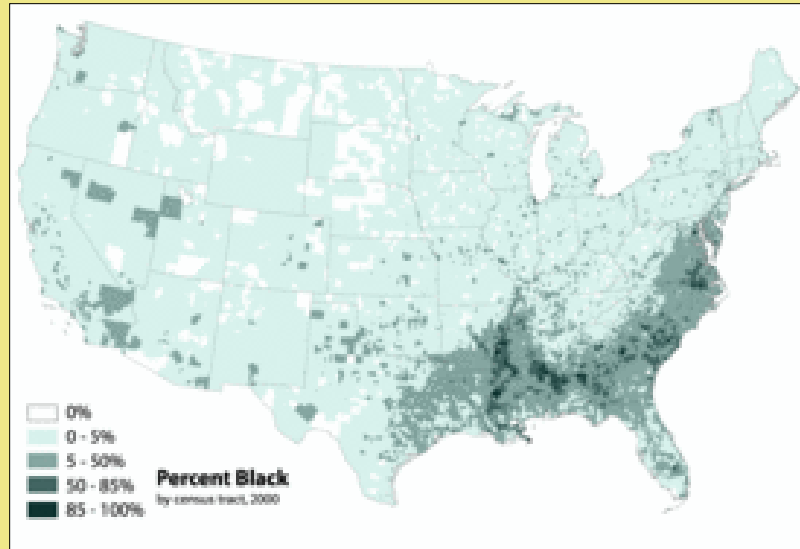 0%
0 - 5%
5 - 50%
50 - 85%
85 - 100%
Percent Black
by census tract, 2000